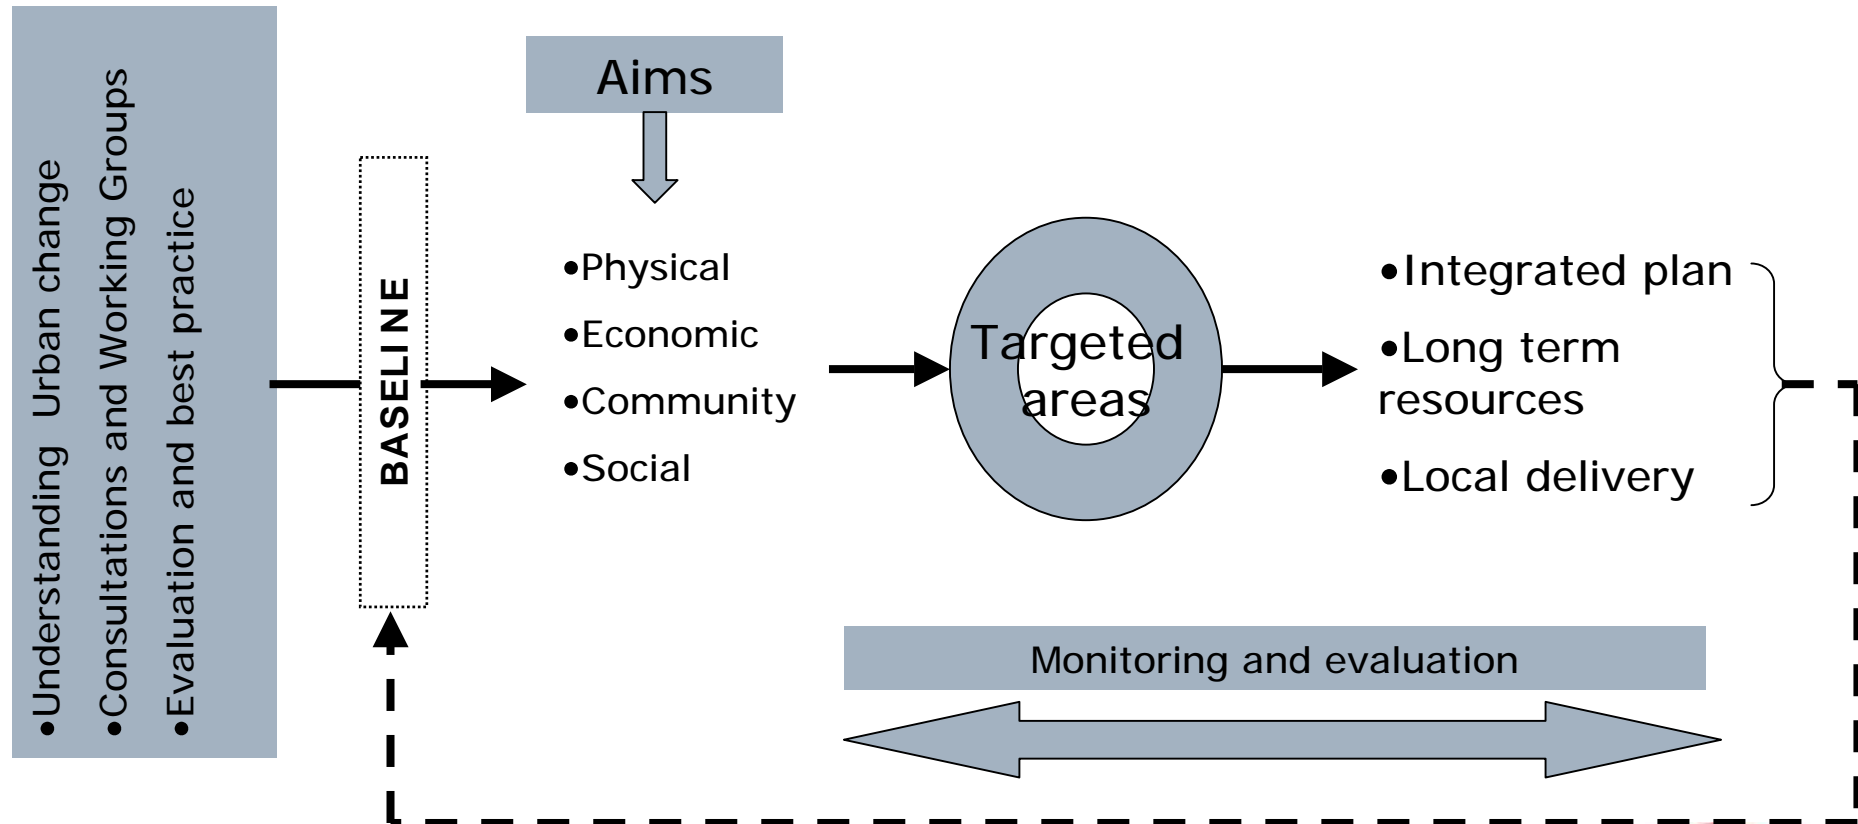 •Understanding Urban change
•Consultations and Working Groups
•Evaluation and best practice
BASELINE
Aims
•Physical
•Economic
•Community
•Social
Targeted
areas
•Integrated plan
•Long term
resources
•Local delivery
Monitoring and evaluation